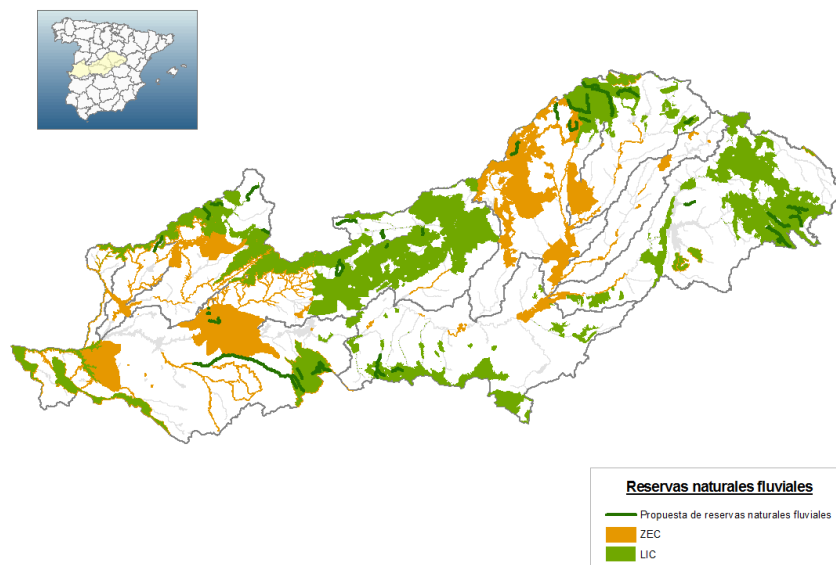 Reservas naturales fluviales
Propuesta de reservas naturales fluviales
ZEC
LIC